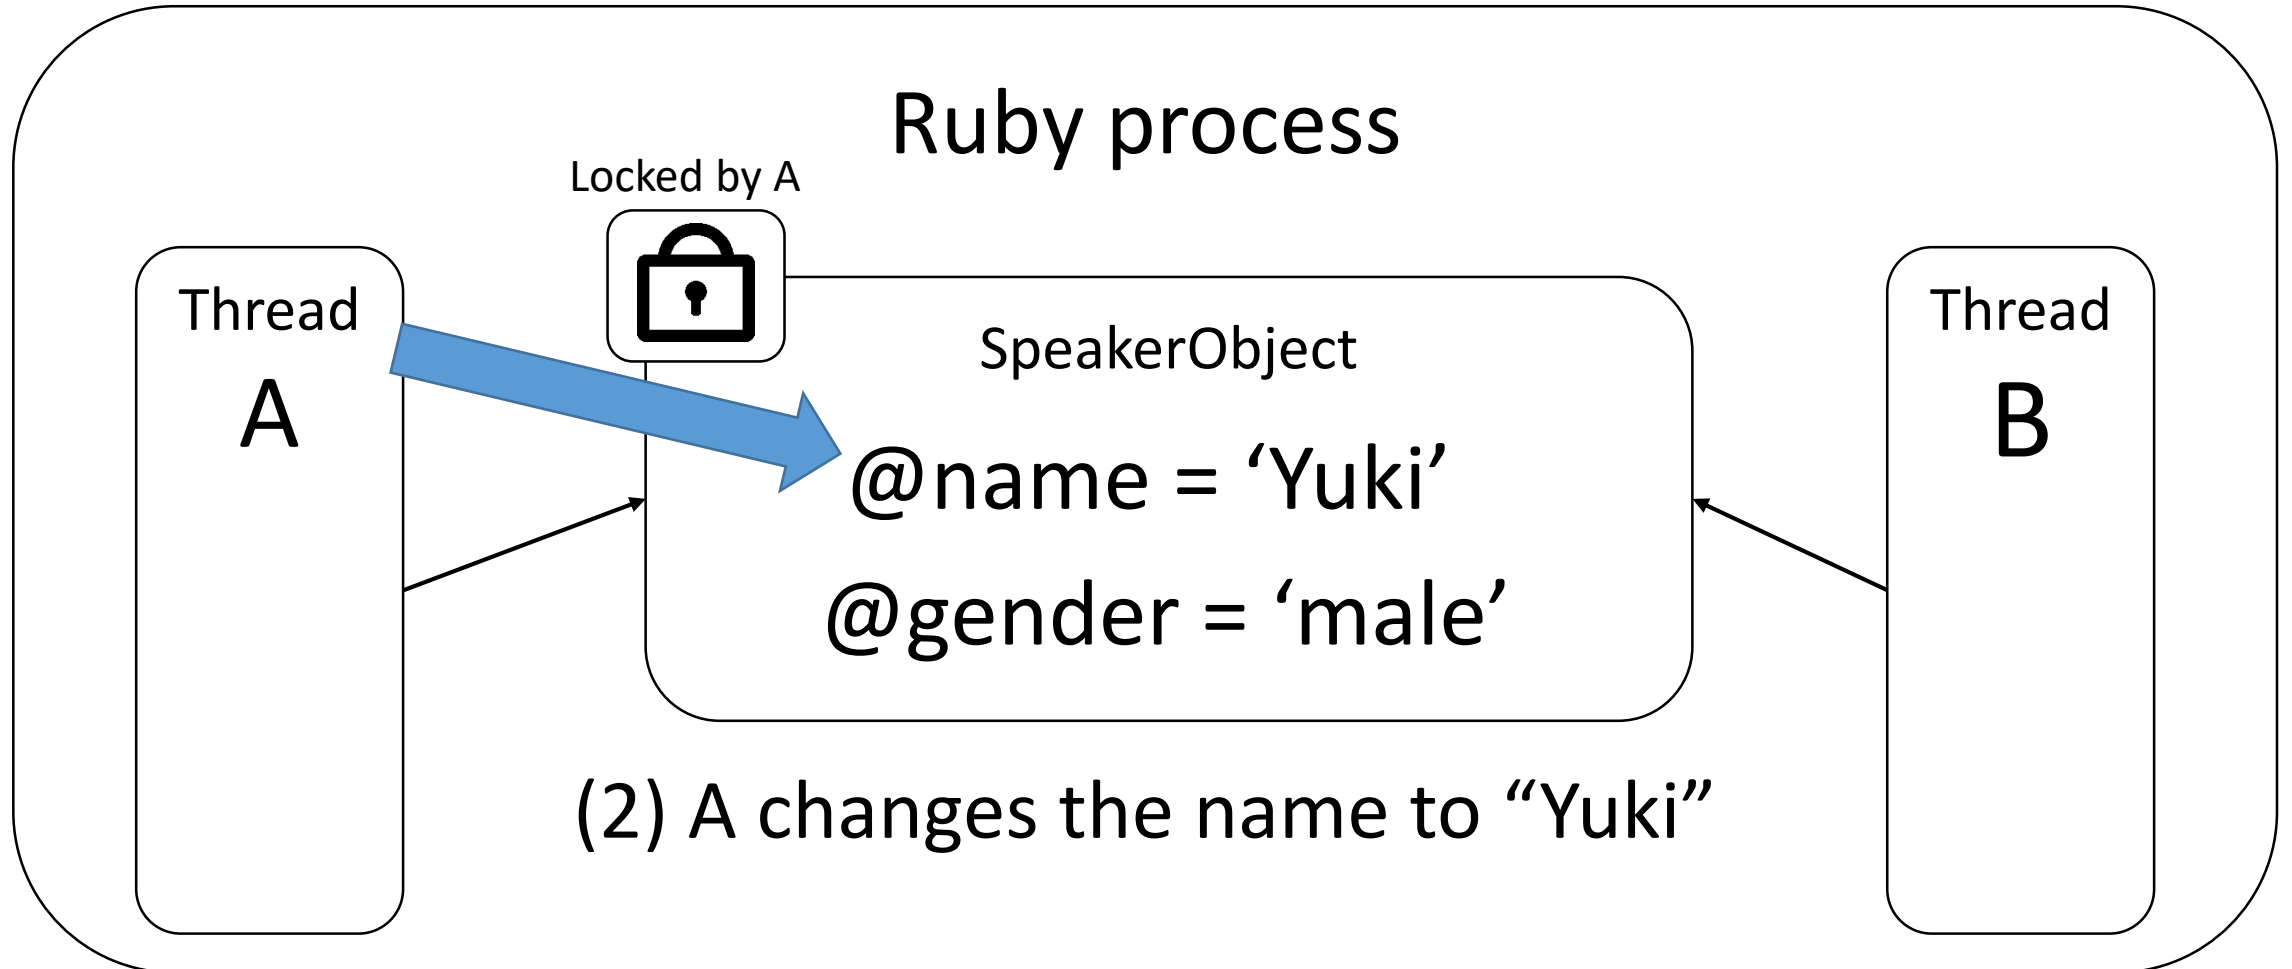 Ruby process
Locked by A
Thread
A
SpeakerObject
@name = ‘Yuki’
@gender = ‘male’
Thread
B
(2) A changes the name to “Yuki”